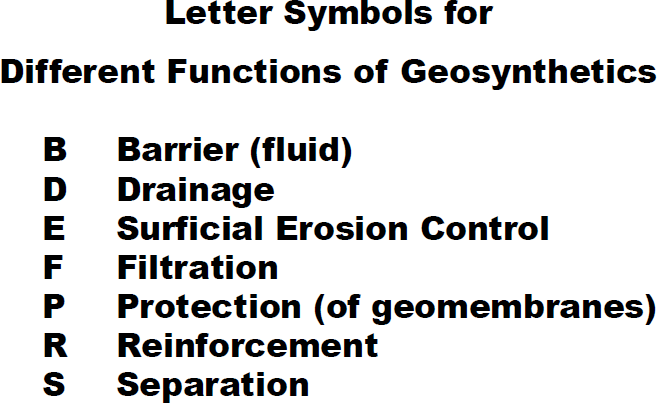 Letter Symbols for
Different Functions of Geosynthetics
B Barrier (fluid)
D Drainage
E Surficial Erosion Control
F Filtration
P Protection (of geomembranes)
R Reinforcement
S Separation